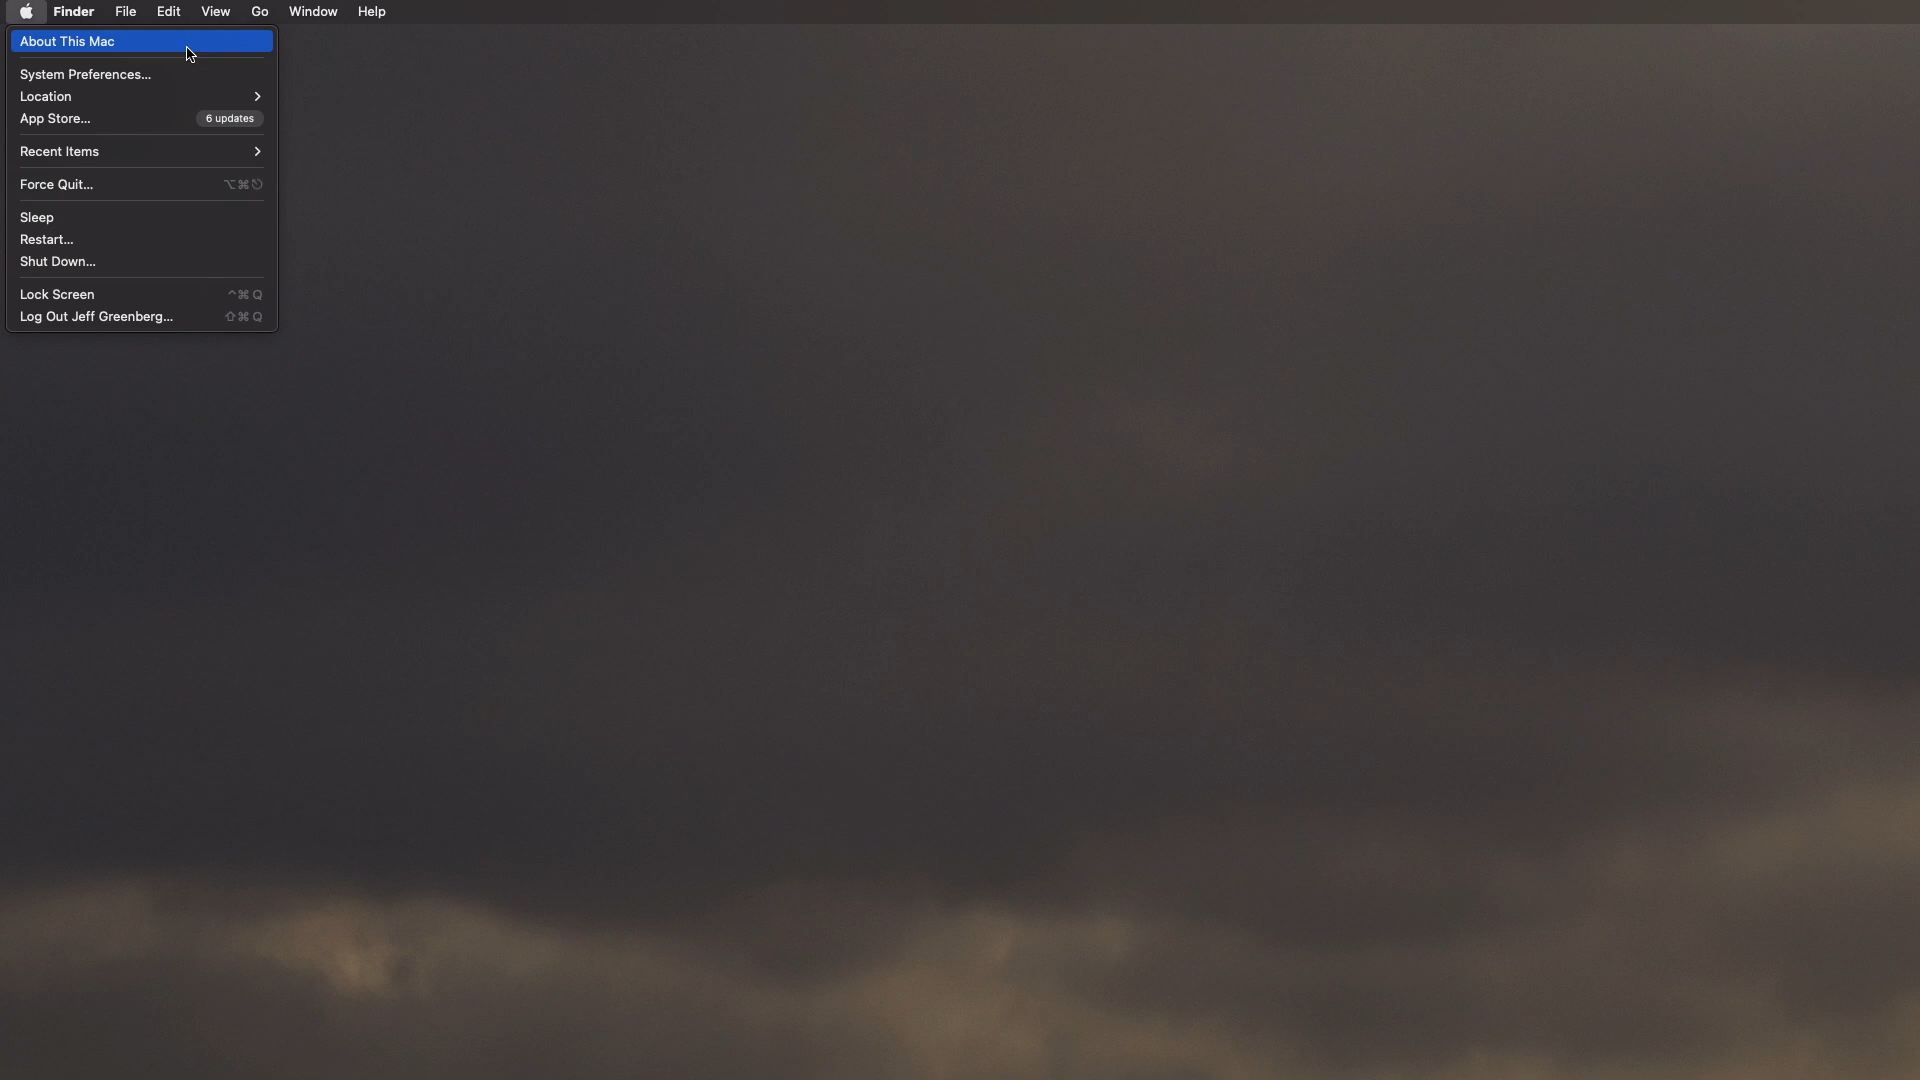 Finder File Edit View Go Window Help
About This Mac
System Preferences...
Location
App Store... 6 updates
Recent Items
Force Quit... ⌥⌘⎋
Sleep
Restart...
Shut Down...
Lock Screen ^⌘Q
Log Out Jeff Greenberg... ⇧⌘Q